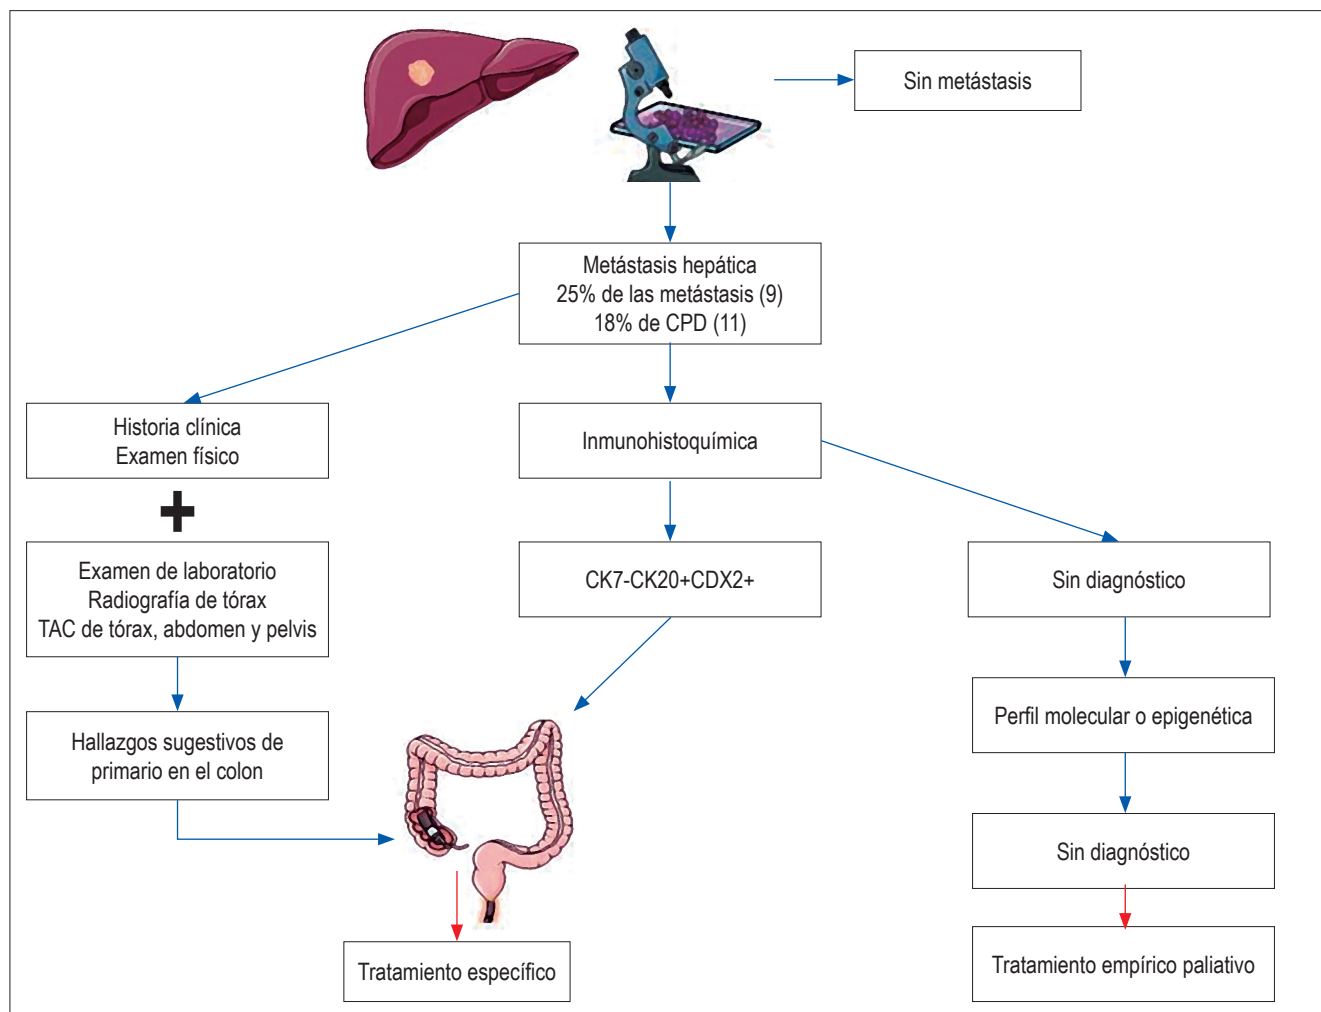 Sin metástasis
Metástasis hepática
25% de las metástasis (9)
18% de CPD (11)
Historia clínica
Examen físico
Inmunohistoquímica
Examen de laboratorio
Radiografía de tórax
TAC de tórax, abdomen y pelvis
CK7-CK20+CDX2+
Sin diagnóstico
Hallazgos sugestivos de
primario en el colon
Perfil molecular o epigenética
Sin diagnóstico
Tratamiento específico
Tratamiento empírico paliativo